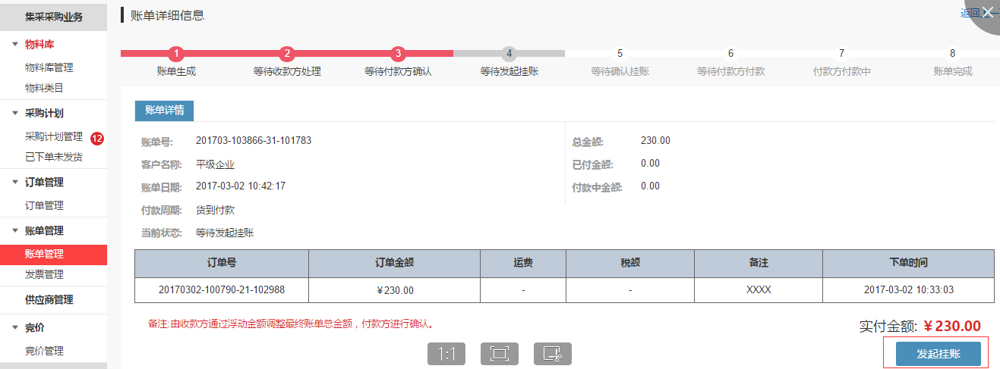 集采采购业务
物料库
物料库管理
物料类目
采购计划
采购计划管理 12
已下单未发货
订单管理
订单管理
账单管理
账单管理
发票管理
供应商管理
竞价
竞价管理
账单详细信息
返回上一
1 2 3 4 5 6 7 8
账单生成 等待收款方处理 等待付款方确认 等待发起挂账 等待确认挂账 等待付款方付款 付款方付款中 账单完成
账单详情
账单号: 201703-103866-31-101783 总金额: 230.00
客户名称: 平级企业 已付金额: 0.00
账单日期: 2017-03-02 10:42:17 付款中金额: 0.00
付款周期: 货到付款
当前状态: 等待发起挂账
订单号 订单金额 运费 税额 备注 下单时间
20170302-100790-21-102988 ￥230.00 - - XXXX 2017-03-02 10:33:03
备注:由收款方通过浮动金额调整最终账单总金额，付款方进行确认。
实付金额: ￥230.00
1:1
发起挂账